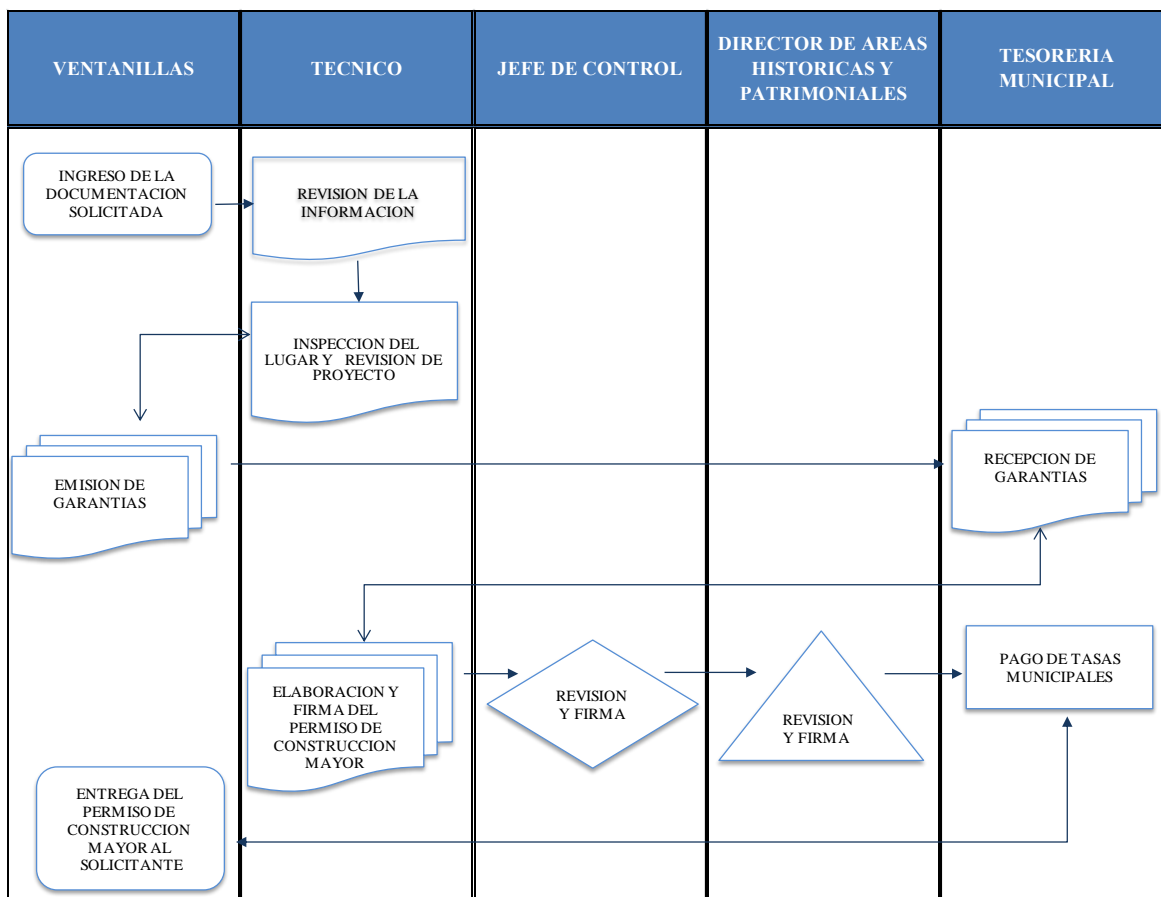 VENTANILLAS
TECNICO
JEFE DE CONTROL
DIRECTOR DE AREAS
HISTORICAS Y
PATRIMONIALES
TESORERIA
MUNICIPAL
INGRESO DE LA
DOCUMENTACION
SOLICITADA
REVISION DE LA
INFORMACION
INSPECCION DEL
LUGAR Y REVISION DE
PROYECTO
EMISION DE
GARANTIAS
RECEPCION DE
GARANTIAS
ELABORACION Y
FIRMA DEL
PERMISO DE
CONSTRUCCION
MAYOR
REVISION
Y FIRMA
REVISION
Y FIRMA
PAGO DE TASAS
MUNICIPALES
ENTREGA DEL
PERMISO DE
CONSTRUCCION
MAYOR AL
SOLICITANTE